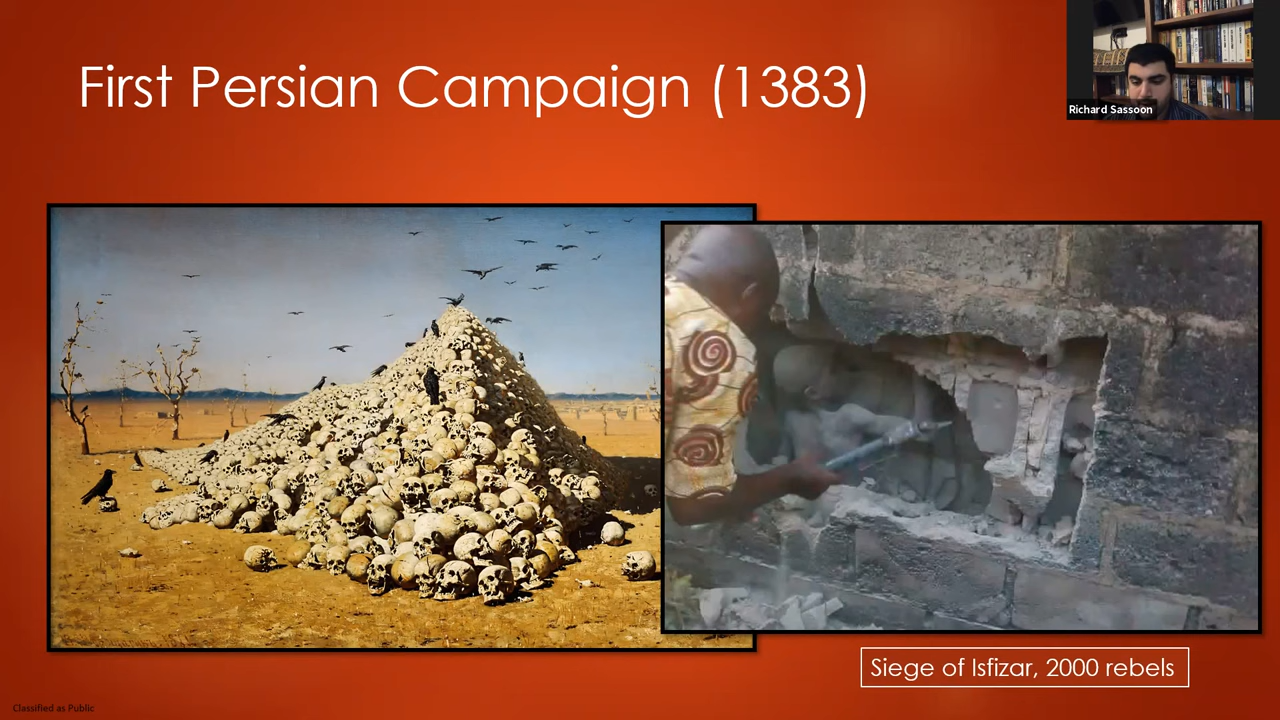 First Persian Campaign (1383)
Richard Sassoon
Siege of Isfizar, 2000 rebels
Classified as Public